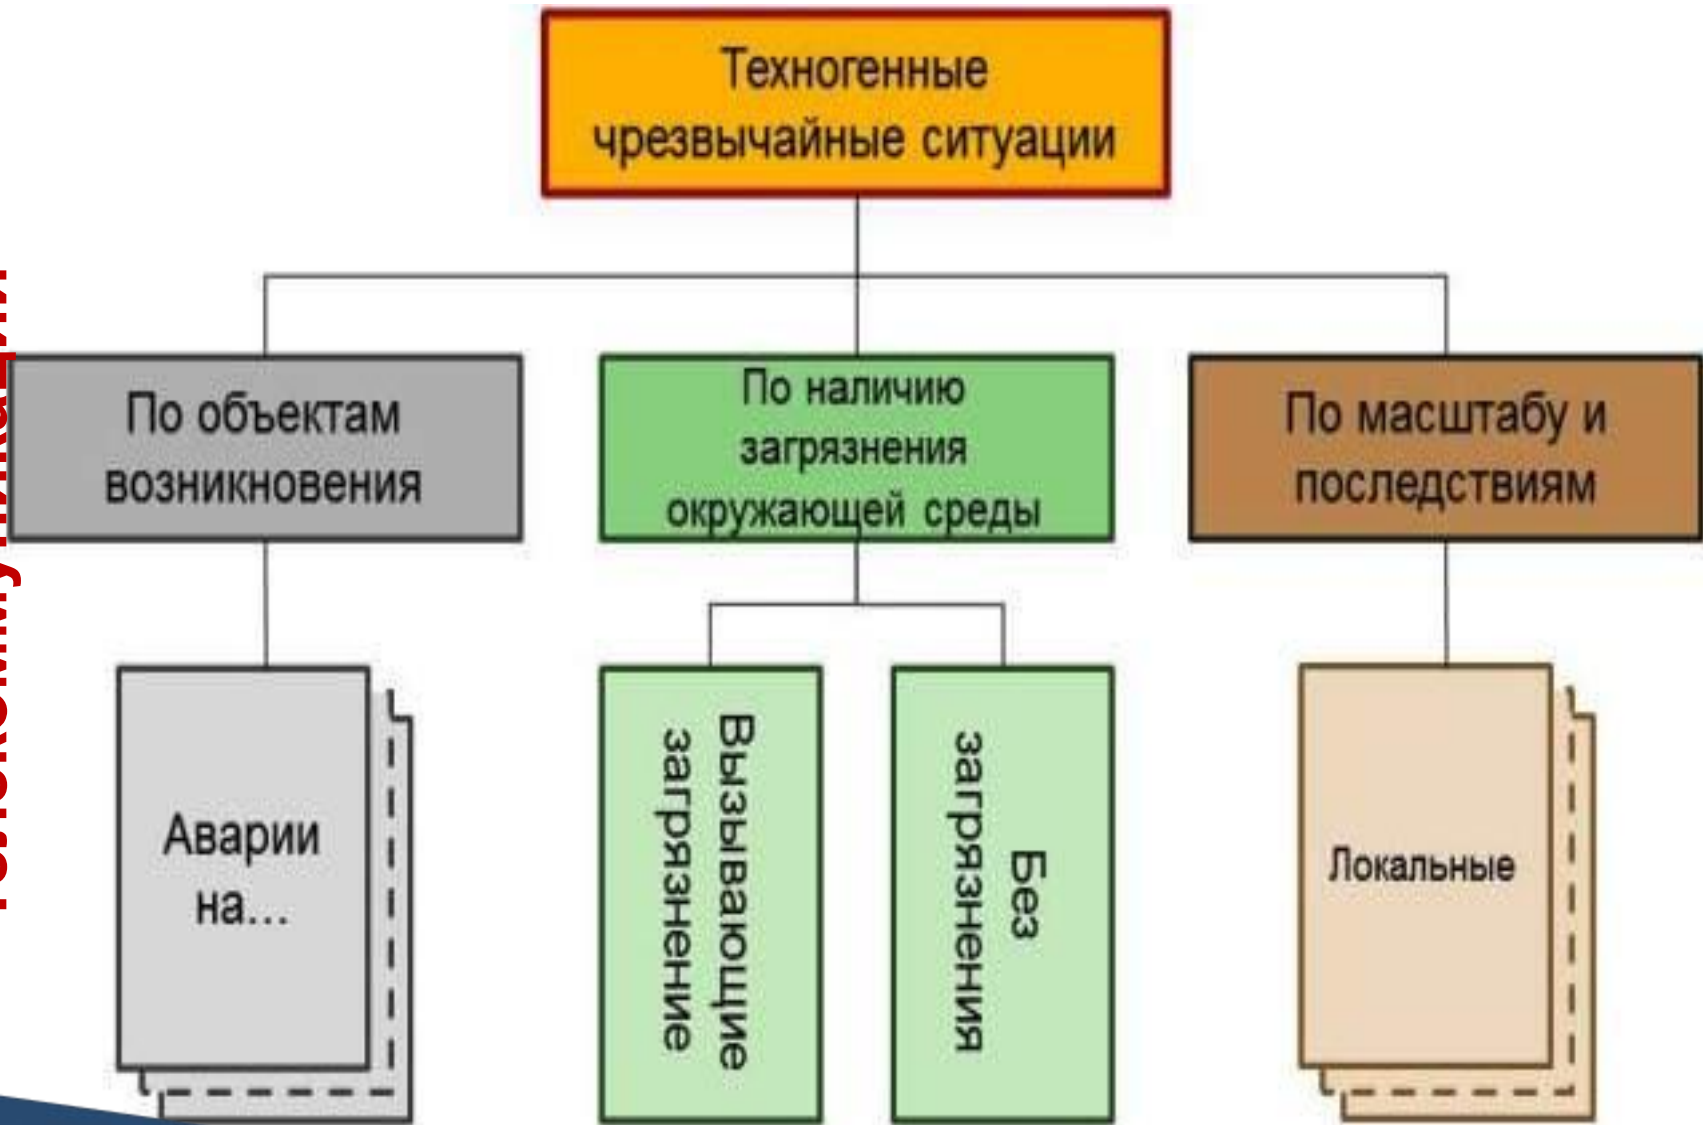 Техногенные
чрезвычайные ситуации
По объектам
возникновения
По наличию
загрязнения
окружающей среды
По масштабу и
последствиям
Аварии
на...
Вызывающие
загрязнение
Без
загрязнения
Локальные